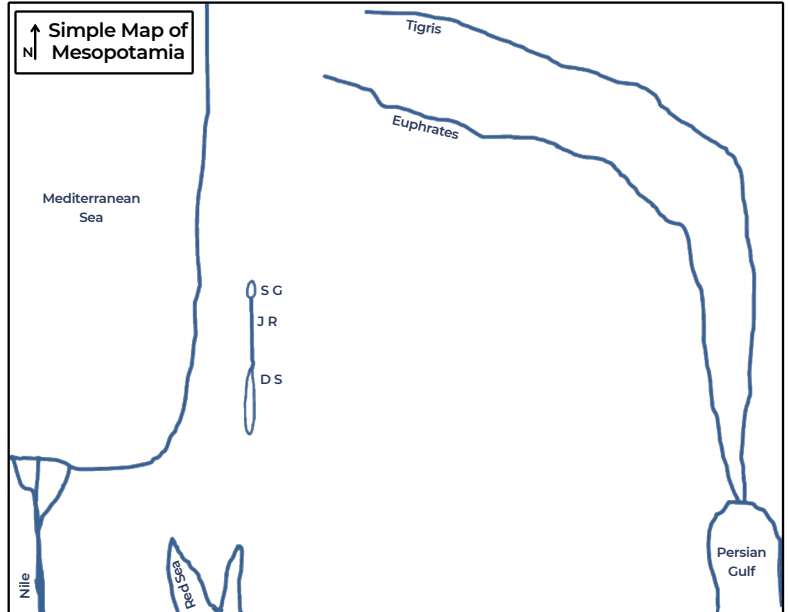 Simple Map of
N Mesopotamia
Tigris
Euphrates
Mediterranean
Sea
S G
J R
D S
Nile
Red Sea
Persian
Gulf